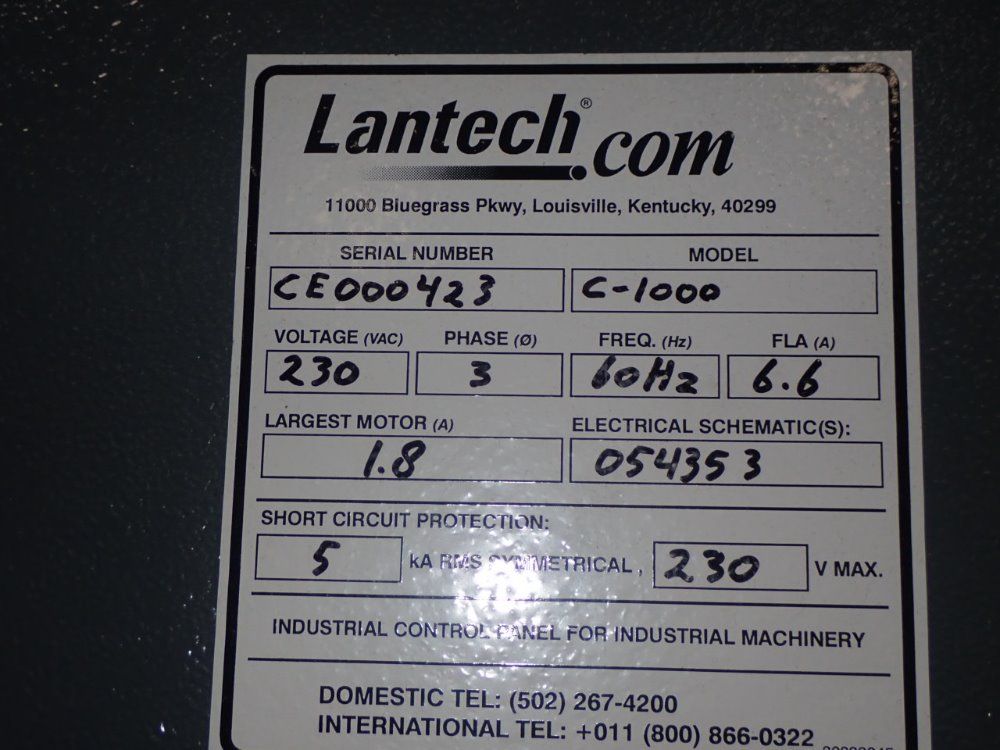 Lantech®.com
11000 Bluegrass Pkwy, Louisville, Kentucky, 40299
SERIAL NUMBER MODEL
CE000423 C-1000
VOLTAGE (VAC) PHASE (Ø) FREQ. (Hz) FLA (A)
230 3 60Hz 6.6
LARGEST MOTOR (A) ELECTRICAL SCHEMATIC(S):
1.8 054353
SHORT CIRCUIT PROTECTION:
5 kA RMS SYMMETRICAL, 230 V MAX.
INDUSTRIAL CONTROL PANEL FOR INDUSTRIAL MACHINERY
DOMESTIC TEL: (502) 267-4200
INTERNATIONAL TEL: +011 (800) 866-0322